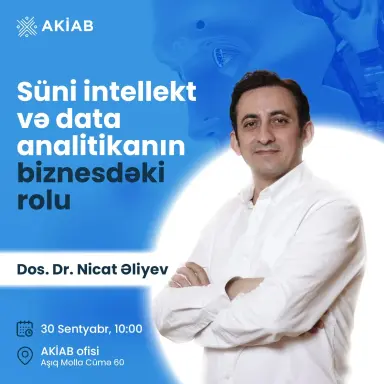 AKİAB
Süni intellekt
və data
analitikanın
biznesdəki
rolu
Dos. Dr. Nicat Əliyev
30 Sentyabr, 10:00
AKİAB ofisi
Aşıq Molla Cümə 60